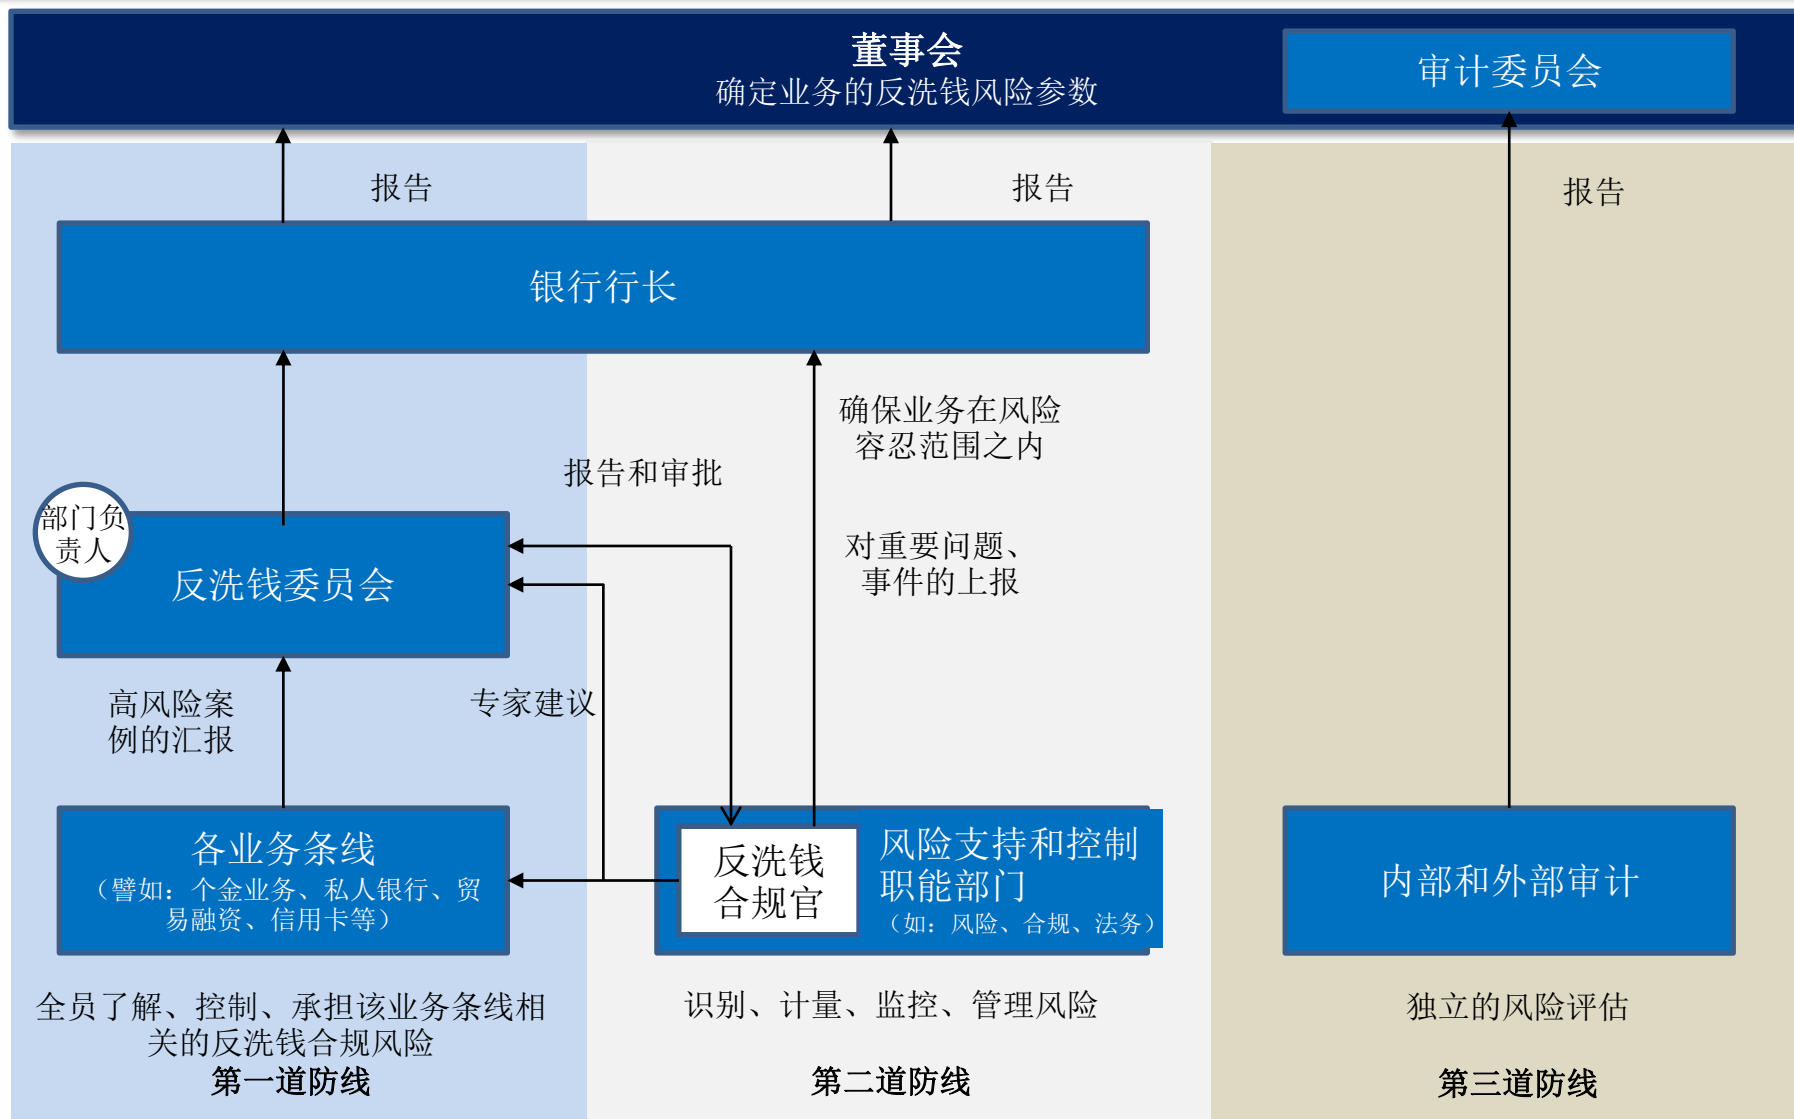 董事会
确定业务的反洗钱风险参数
审计委员会
报告
报告
报告
银行行长
确保业务在风险
容忍范围之内
报告和审批
部门负
责人
对重要问题、
事件的上报
反洗钱委员会
高风险案
例的汇报
专家建议
各业务条线
（譬如：个金业务、私人银行、贸
易融资、信用卡等）
反洗钱
合规官
风险支持和控制
职能部门
（如：风险、合规、法务）
内部和外部审计
全员了解、控制、承担该业务条线相
关的反洗钱合规风险
第一道防线
识别、计量、监控、管理风险
第二道防线
独立的风险评估
第三道防线